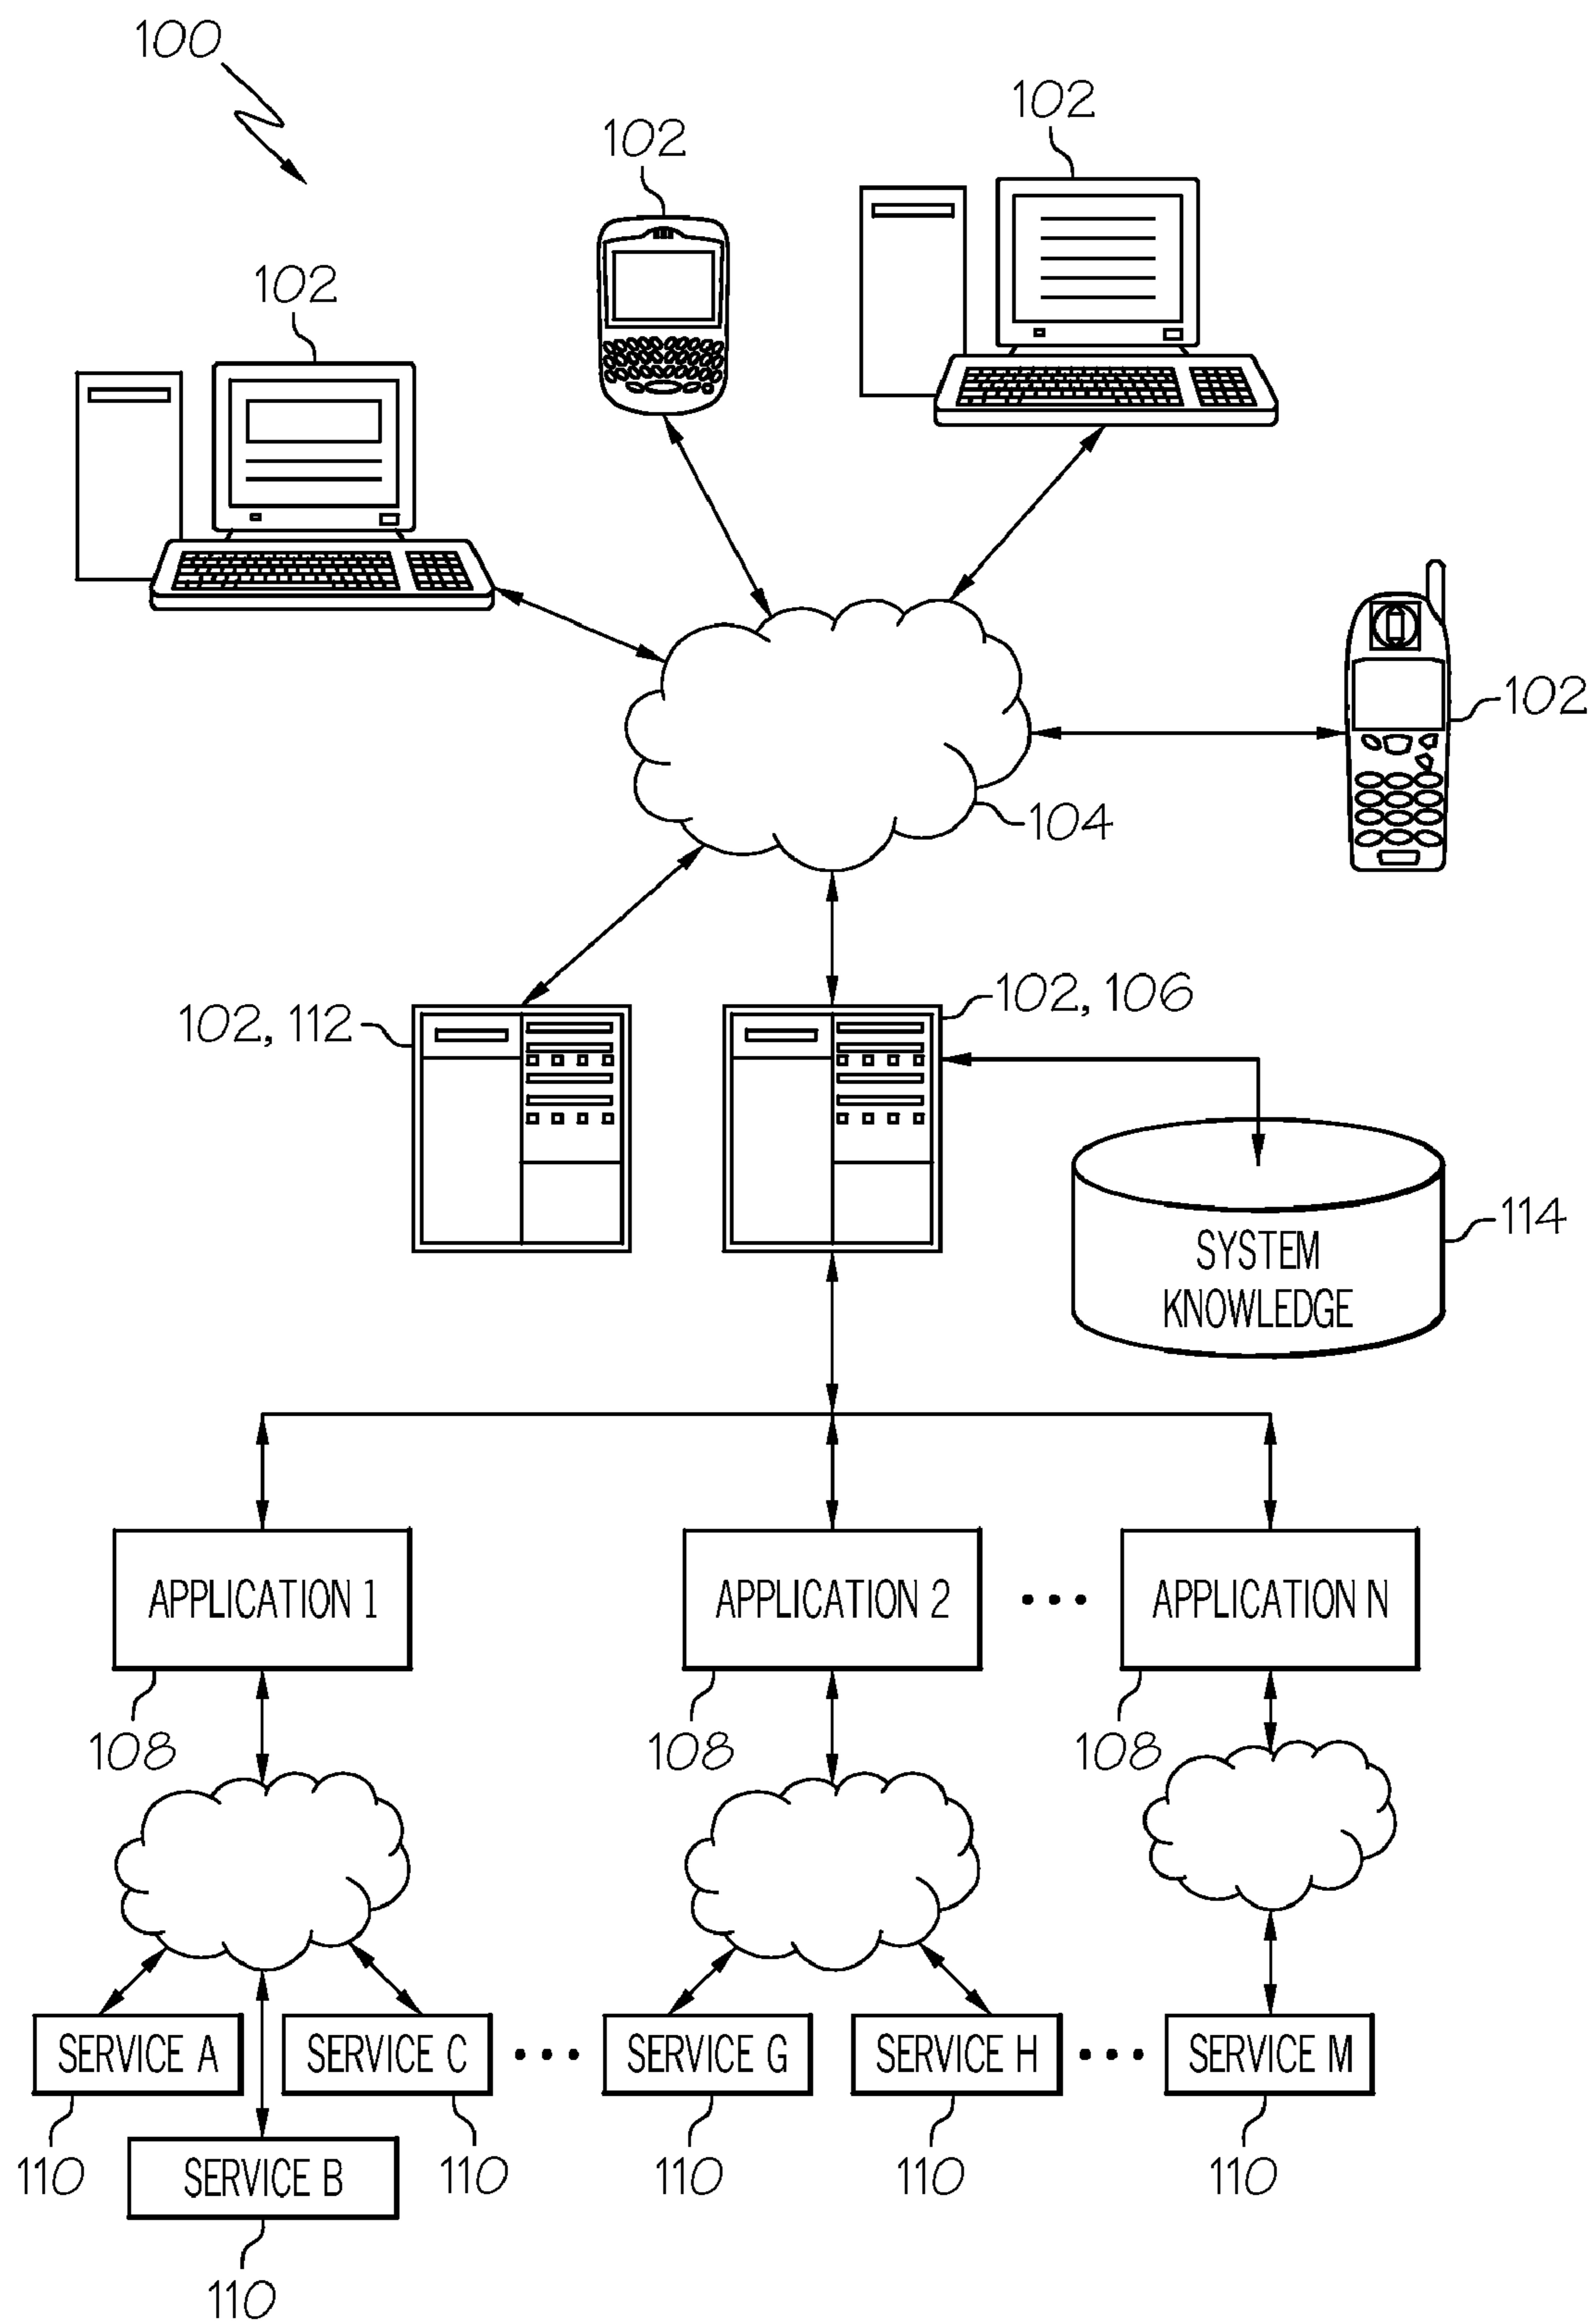 100
102
102
102
102
104
102, 112
102, 106
114
SYSTEM
KNOWLEDGE
APPLICATION 1
APPLICATION 2
• • •
APPLICATION N
108
108
108
SERVICE A
SERVICE C
• • •
SERVICE G
SERVICE H
• • •
SERVICE M
110
SERVICE B
110
110
110
110
110